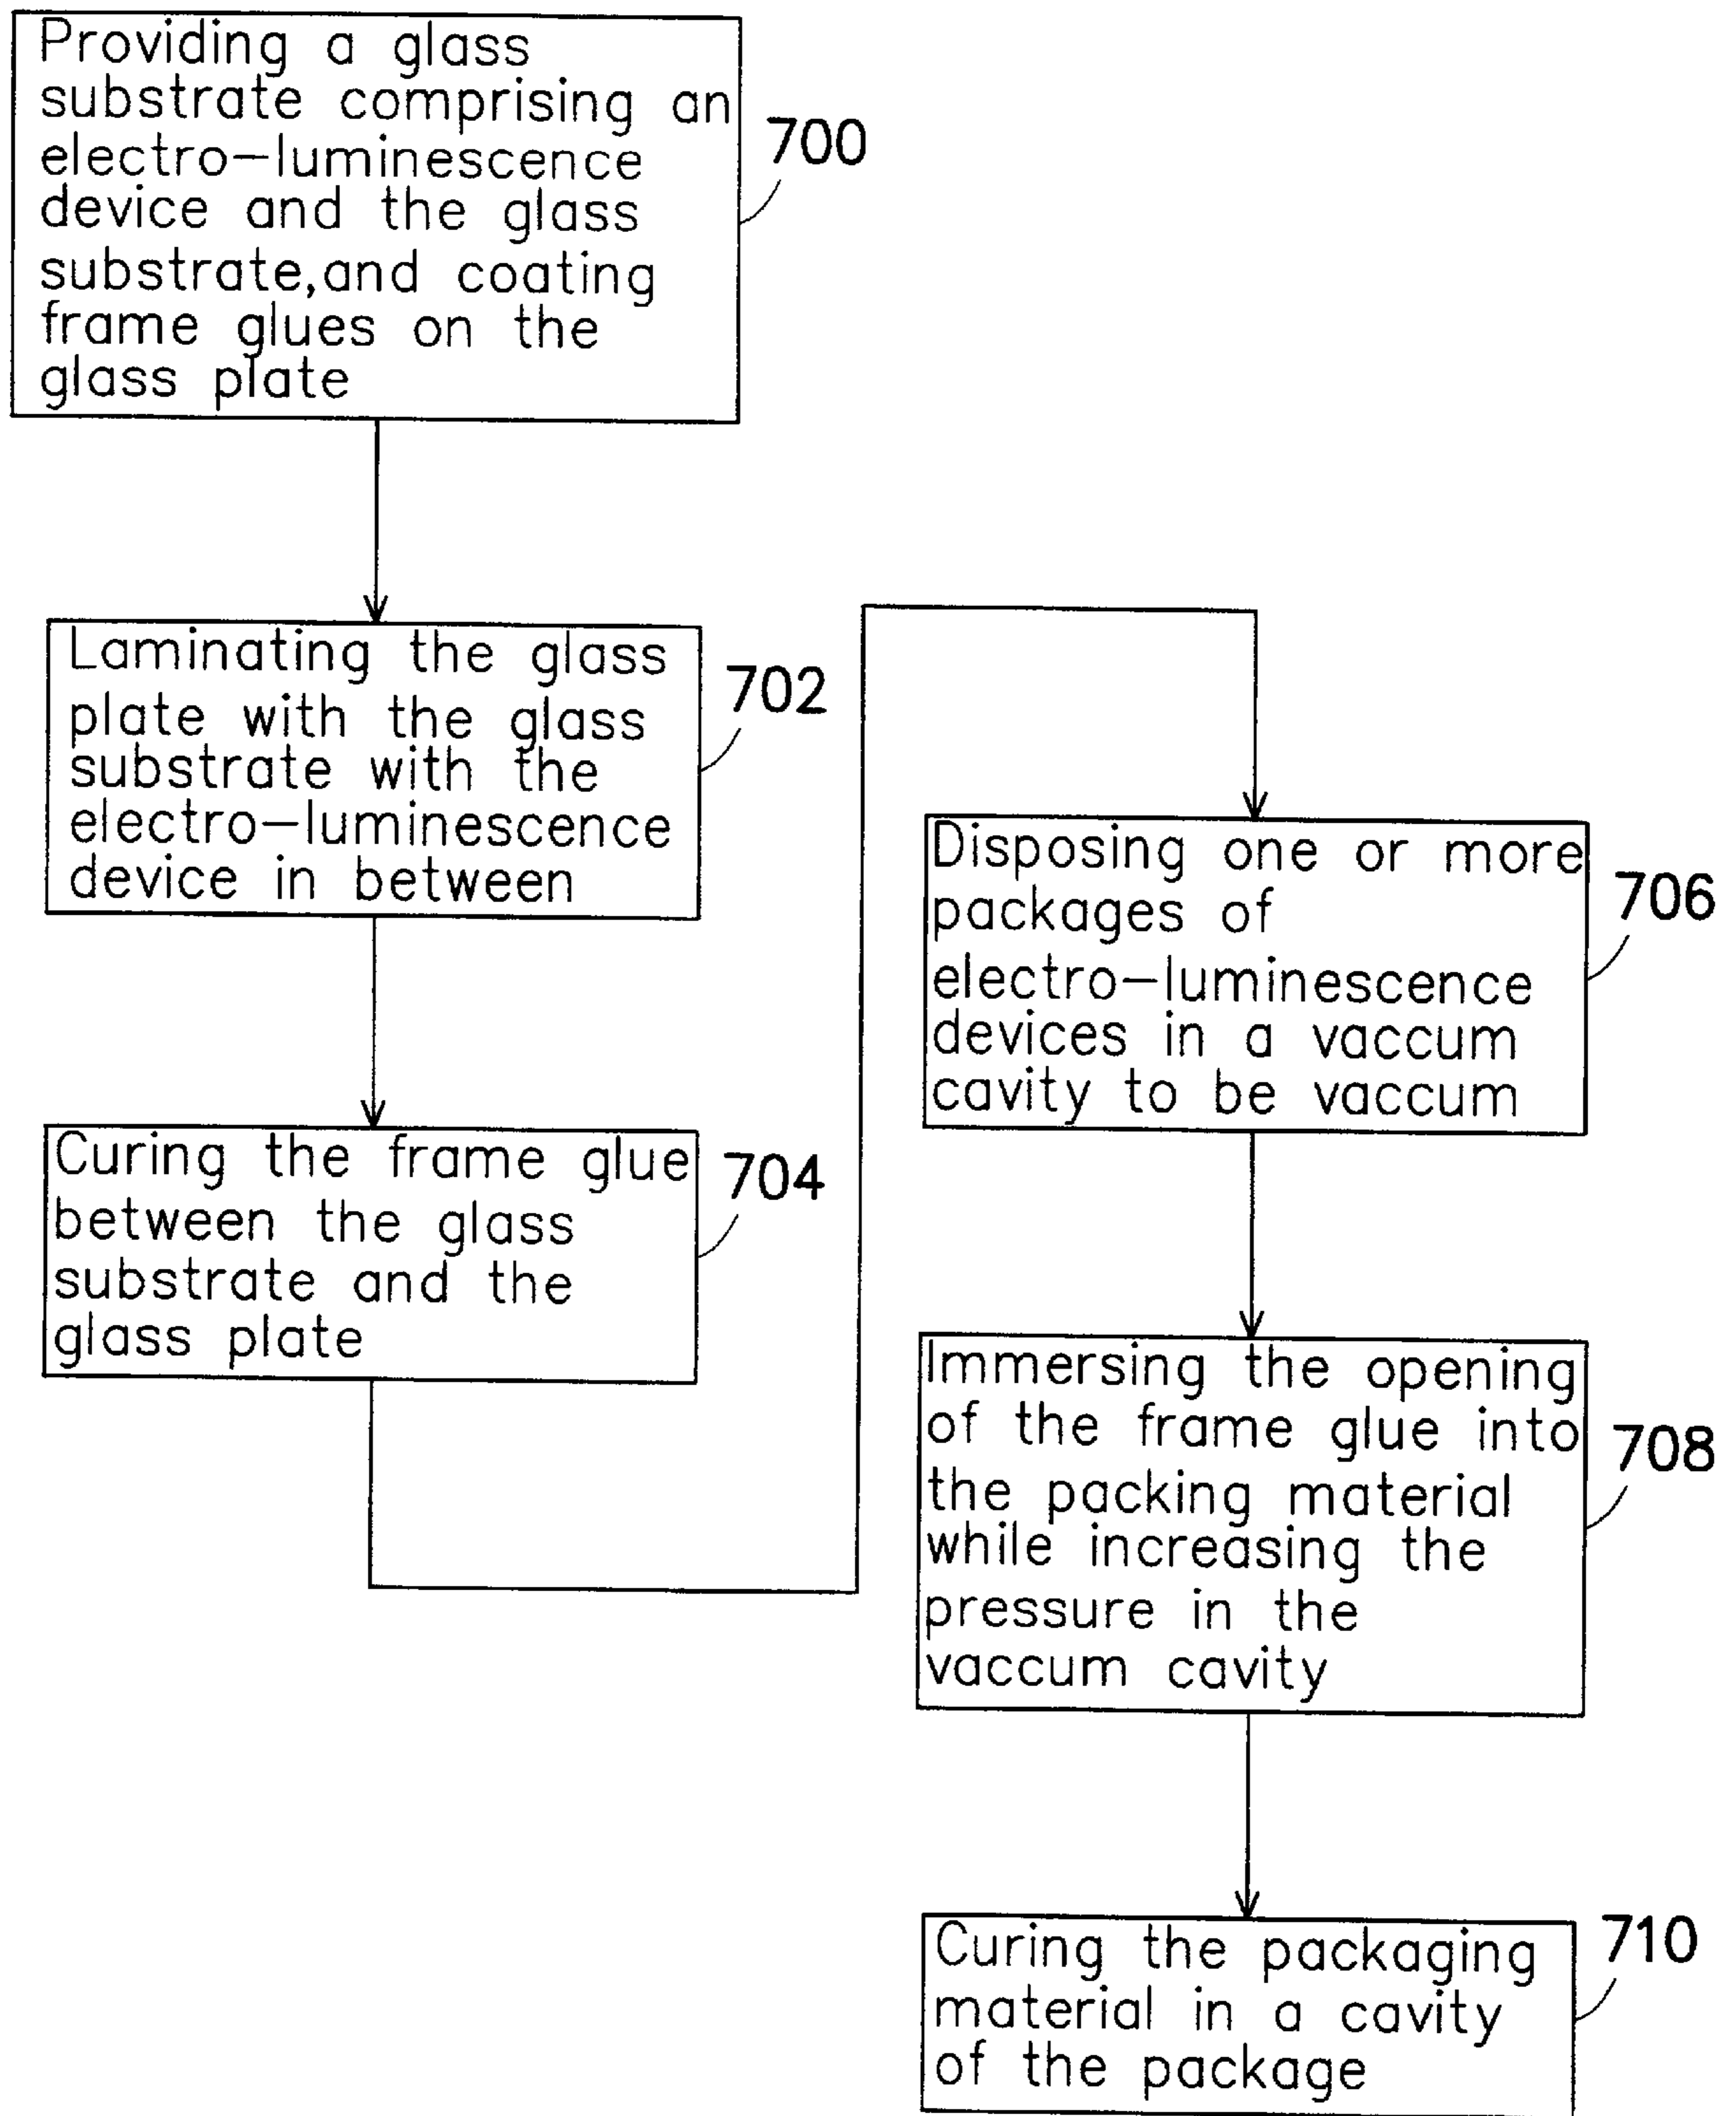 Providing a glass
substrate comprising an
electro-luminescence
device and the glass
substrate,and coating
frame glues on the
glass plate
700
Laminating the glass
plate with the glass
substrate with the
electro-luminescence
device in between
702
Curing the frame glue
between the glass
substrate and the
glass plate
704
Disposing one or more
packages of
electro-luminescence
devices in a vaccum
cavity to be vaccum
706
Immersing the opening
of the frame glue into
the packing material
while increasing the
pressure in the
vaccum cavity
708
Curing the packaging
material in a cavity
of the package
710